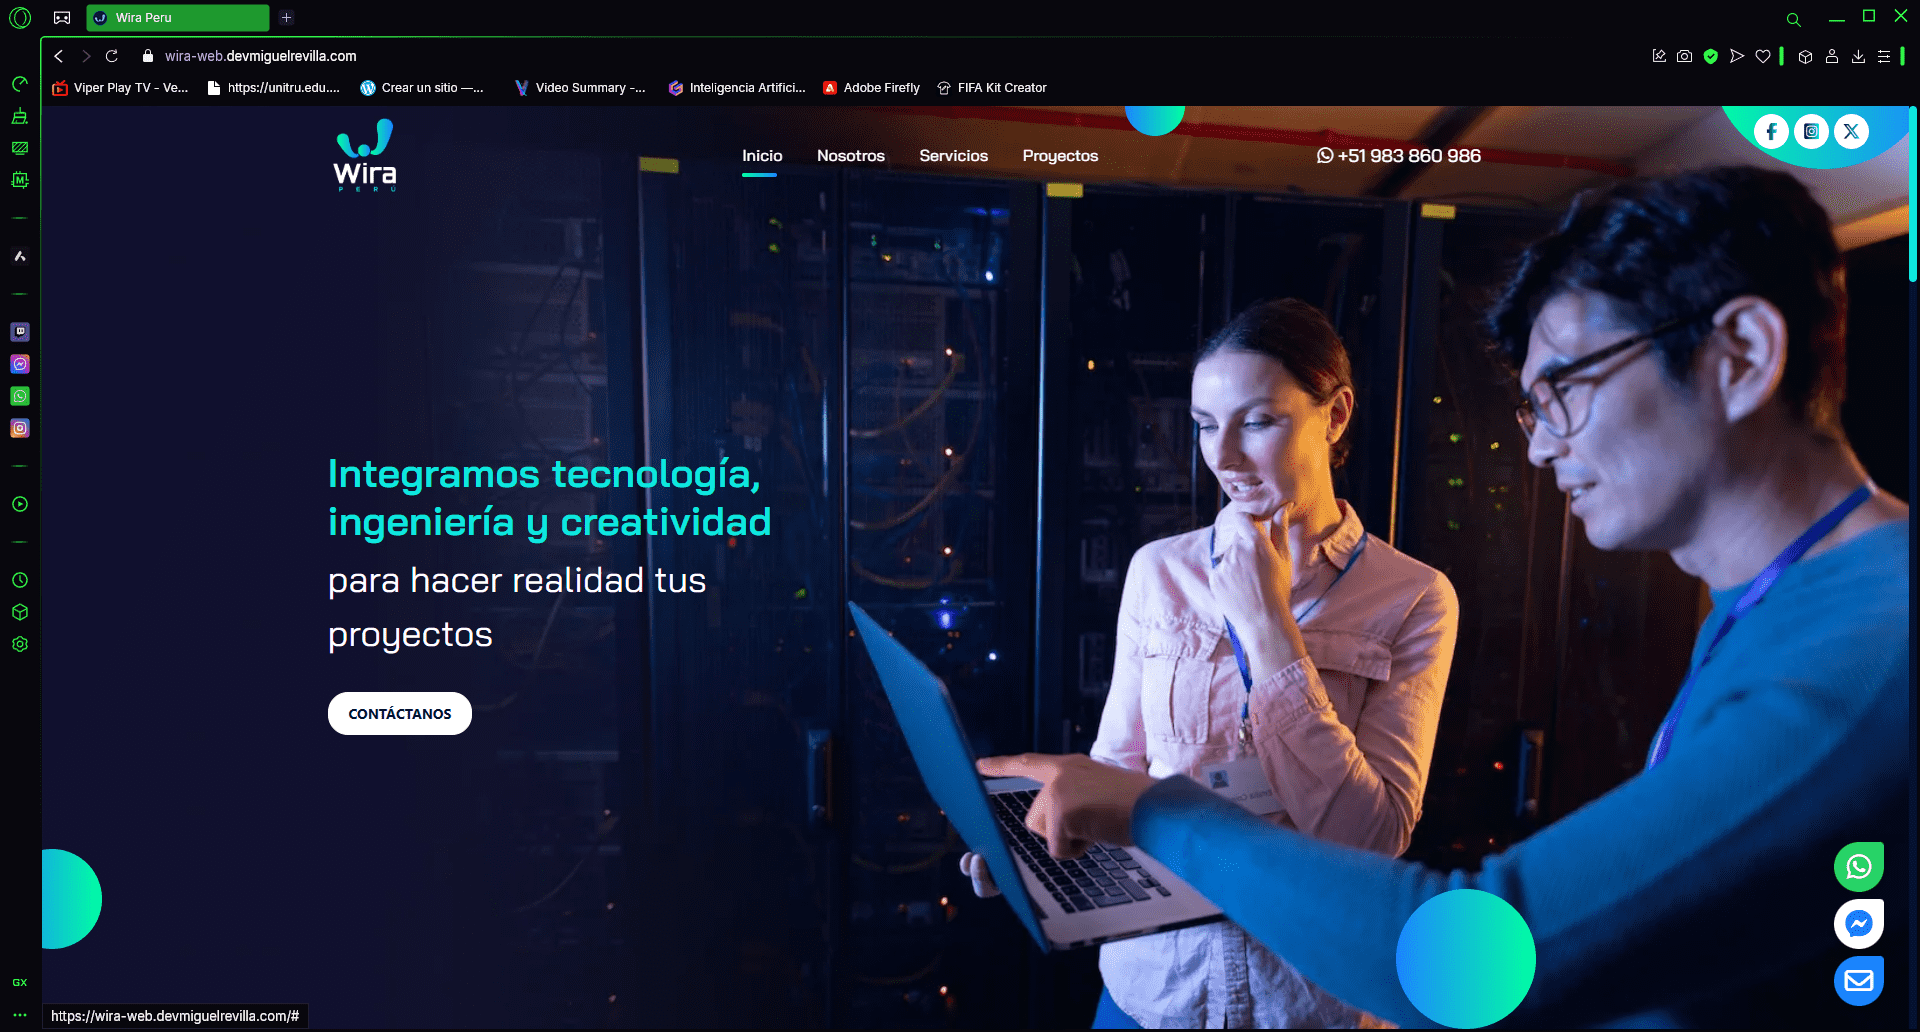 Wira Peru
wira-web.devmiguelrevilla.com
Viper Play TV - Ve...
https://unitru.edu....
Crear un sitio —...
Video Summary -...
Inteligencia Artifici...
Adobe Firefly
FIFA Kit Creator
Wira
PERÚ
Inicio
Nosotros
Servicios
Proyectos
+51 983 860 986
Integramos tecnología,
ingeniería y creatividad
para hacer realidad tus
proyectos
CONTÁCTANOS
GX
https://wira-web.devmiguelrevilla.com/#